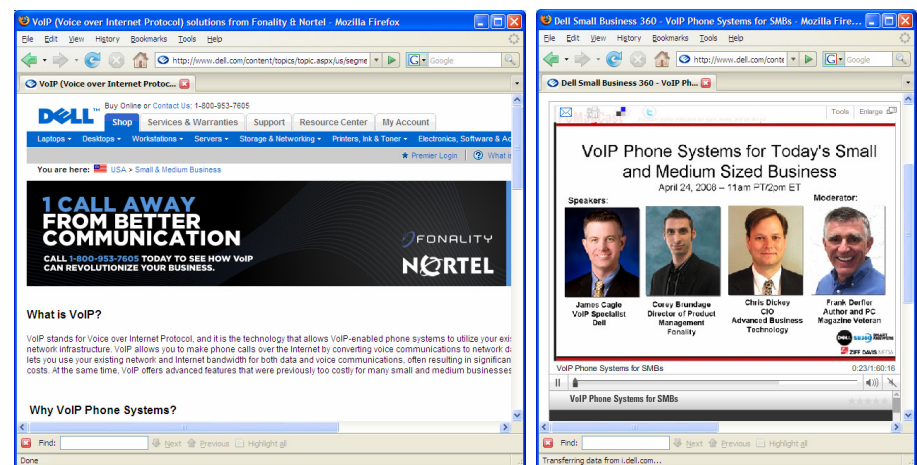 VoIP (Voice over Internet Protocol) solutions from Fonality & Nortel - Mozilla Firefox
File Edit View History Bookmarks Tools Help
http://www.dell.com/content/topics/topic.aspx/us/segme
Google
VoIP (Voice over Internet Protoc...
DELL™
Buy Online or Contact Us: 1-800-953-7605
Shop Services & Warranties Support Resource Center My Account
Laptops Desktops Workstations Servers Storage & Networking Printers, Ink & Toner Electronics, Software & Ac
Premier Login What i
You are here: USA > Small & Medium Business
1 CALL AWAY
FROM BETTER
COMMUNICATION
CALL 1-800-953-7605 TODAY TO SEE HOW VoIP
CAN REVOLUTIONIZE YOUR BUSINESS.
FONALITY
NORTEL
What is VoIP?
VoIP stands for Voice over Internet Protocol, and it is the technology that allows VoIP-enabled phone systems to utilize your exis
network infrastructure. VoIP allows you to make phone calls over the Internet by converting voice communications to network da
lets you use your existing network and Internet bandwidth for both data and voice communications, often resulting in significan
costs. At the same time, VoIP offers advanced features that were previously too costly for many small and medium businesses
Why VoIP Phone Systems?
Find: Next Previous Highlight all
Done
Dell Small Business 360 - VoIP Phone Systems for SMBs - Mozilla Fire...
File Edit View History Bookmarks Tools Help
http://www.dell.com/conte
Google
Dell Small Business 360 - VoIP Ph...
Tools Enlarge
VoIP Phone Systems for Today's Small
and Medium Sized Business
April 24, 2008 – 11am PT/2pm ET
Speakers:
Moderator:
James Cagle
VoIP Specialist
Dell
Corey Brundage
Director of Product
Management
Fonality
Chris Dickey
CIO
Advanced Business
Technology
Frank Derfler
Author and PC
Magazine Veteran
DELL SB360
ZIFF DAVIS MEDIA
VoIP Phone Systems for SMBs 0:23/1:60:16
VoIP Phone Systems for SMBs
Find: Next Previous Highlight all
Transferring data from i.dell.com...